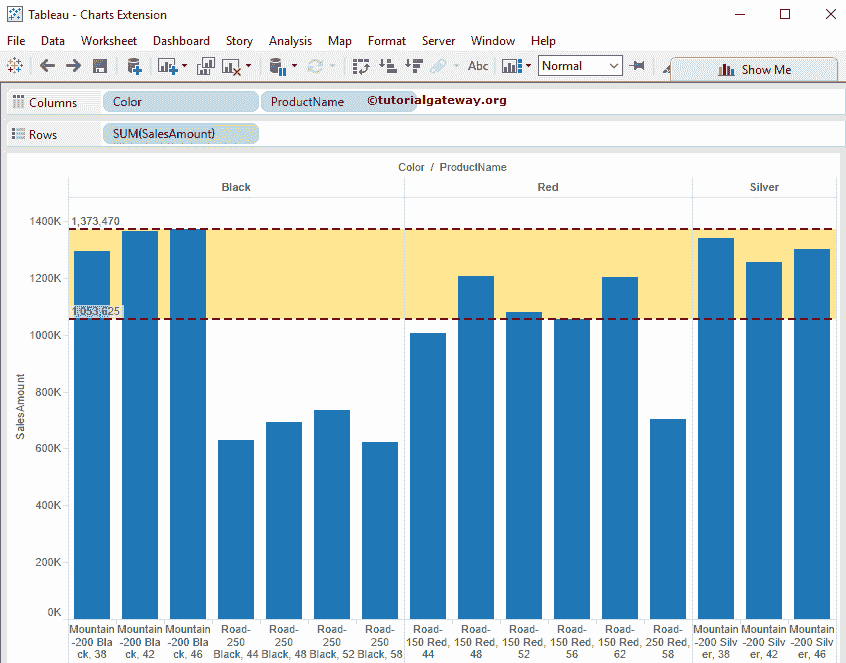 Tableau - Charts Extension
File Data Worksheet Dashboard Story Analysis Map Format Server Window Help
Abc Normal Show Me
Columns Color ProductName ©tutorialgateway.org
Rows SUM(SalesAmount)
Color / ProductName
Black Red Silver
1400K 1,373,470
1200K
1,053,625
1000K
800K
SalesAmount
600K
400K
200K
0K
Mountain Mountain Mountain Road- Road- Road- Road- Road- Road- Road- Road- Road- Road- Mountain Mountain Mountain
-200 Bla -200 Bla -200 Bla 250 250 250 250 150 Red, 150 Red, 150 Red, 150 Red, 150 Red, 250 Red, -200 Silv -200 Silv -200 Silv
ck, 38 ck, 42 ck, 46 Black, 44 Black, 48 Black, 52 Black, 58 44 48 52 56 62 58 er, 38 er, 42 er, 46